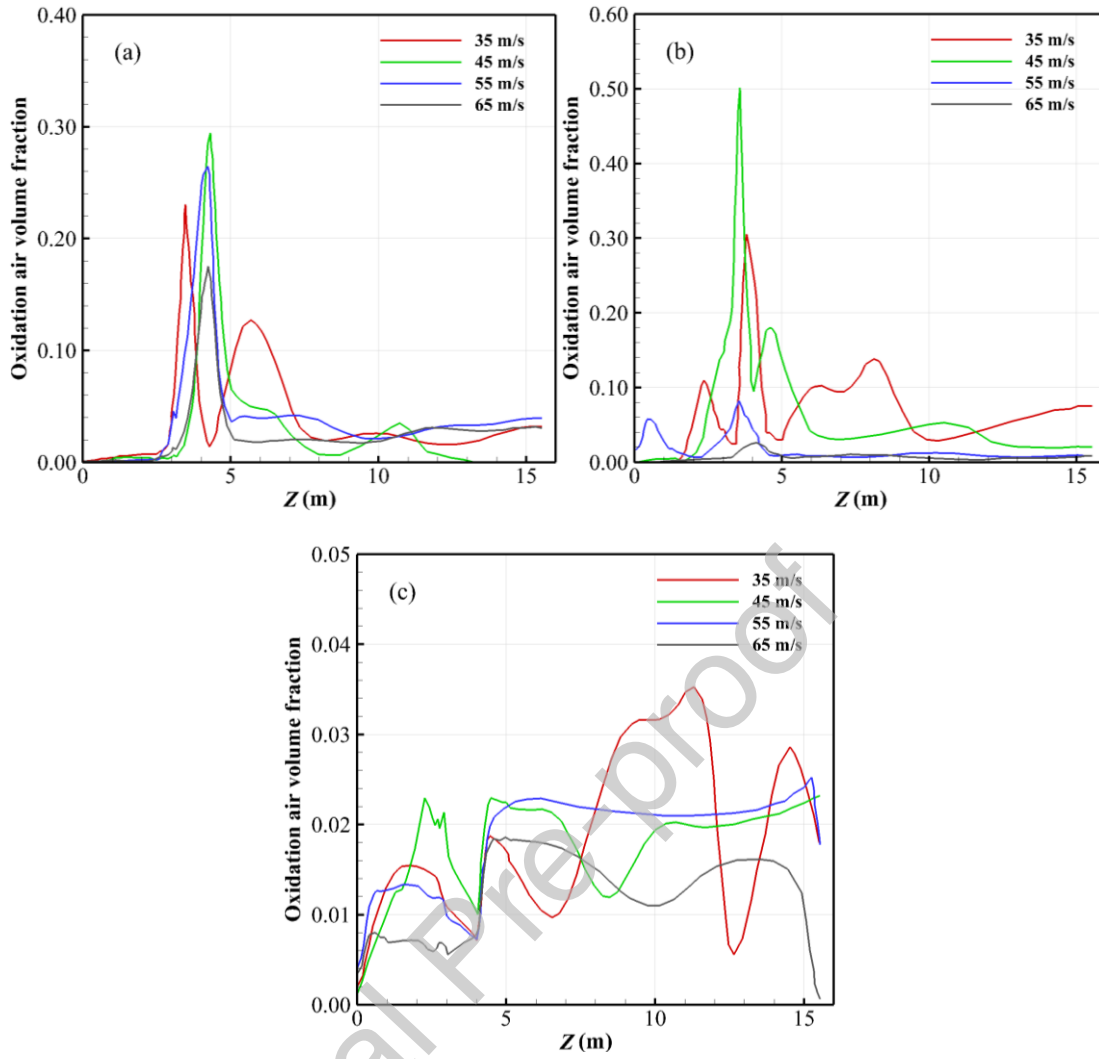 (a)
35 m/s
45 m/s
55 m/s
65 m/s
0.40
0.30
0.20
0.10
0.00
0 5 10 15
Oxidation air volume fraction
Z (m)
(b)
35 m/s
45 m/s
55 m/s
65 m/s
0.60
0.50
0.40
0.30
0.20
0.10
0.00
0 5 10 15
Oxidation air volume fraction
Z (m)
(c)
35 m/s
45 m/s
55 m/s
65 m/s
0.05
0.04
0.03
0.02
0.01
0.00
0 5 10 15
Oxidation air volume fraction
Z (m)
al Pre-proof